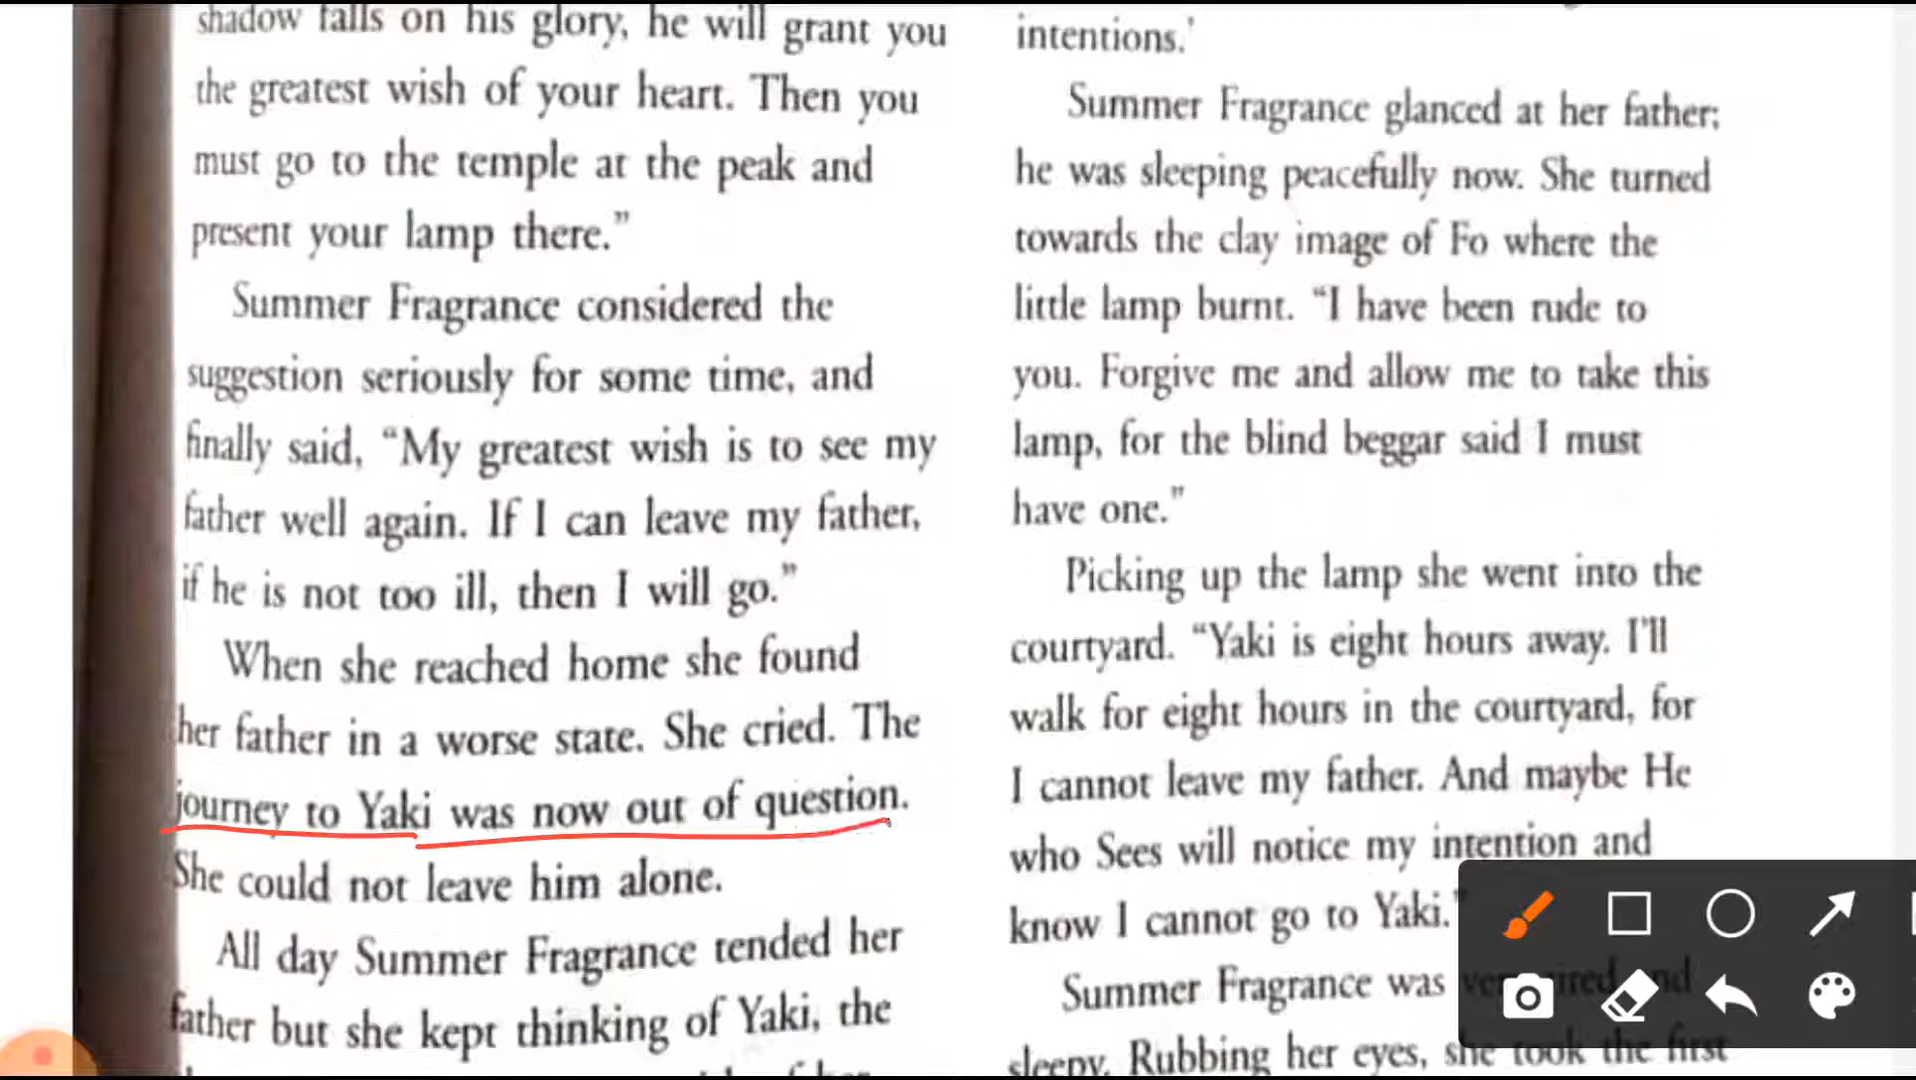 shadow falls on his glory, he will grant you
the greatest wish of your heart. Then you
must go to the temple at the peak and
present your lamp there.”
Summer Fragrance considered the
suggestion seriously for some time, and
finally said, “My greatest wish is to see my
father well again. If I can leave my father,
if he is not too ill, then I will go.”
When she reached home she found
her father in a worse state. She cried. The
journey to Yaki was now out of question.
She could not leave him alone.
All day Summer Fragrance tended her
father but she kept thinking of Yaki, the
intentions.'
Summer Fragrance glanced at her father;
he was sleeping peacefully now. She turned
towards the clay image of Fo where the
little lamp burnt. “I have been rude to
you. Forgive me and allow me to take this
lamp, for the blind beggar said I must
have one.”
Picking up the lamp she went into the
courtyard. “Yaki is eight hours away. I'll
walk for eight hours in the courtyard, for
I cannot leave my father. And maybe He
who Sees will notice my intention and
know I cannot go to Yaki.”
Summer Fragrance was very tired and
sleepy. Rubbing her eyes, she took the first